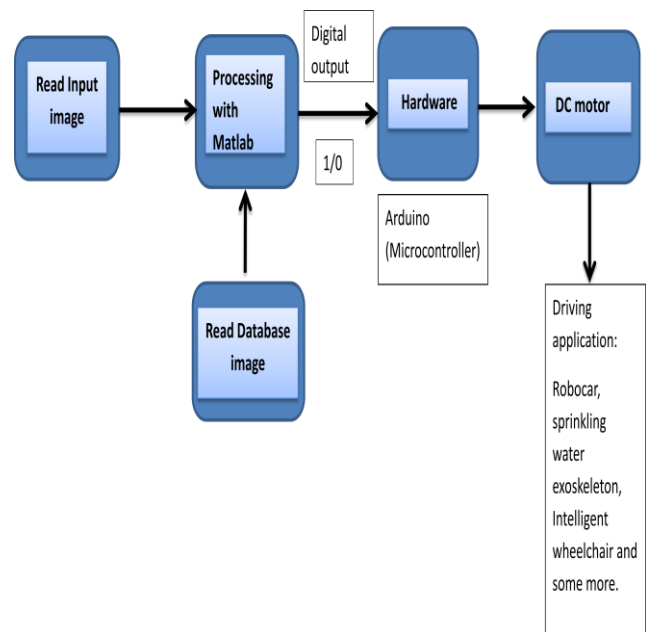 Read Input
image
Processing
with
Matlab
Digital
output
1/0
Hardware
Arduino
(Microcontroller)
DC motor
Read Database
image
Driving
application:
Robocar,
sprinkling
water
exoskeleton,
Intelligent
wheelchair and
some more.